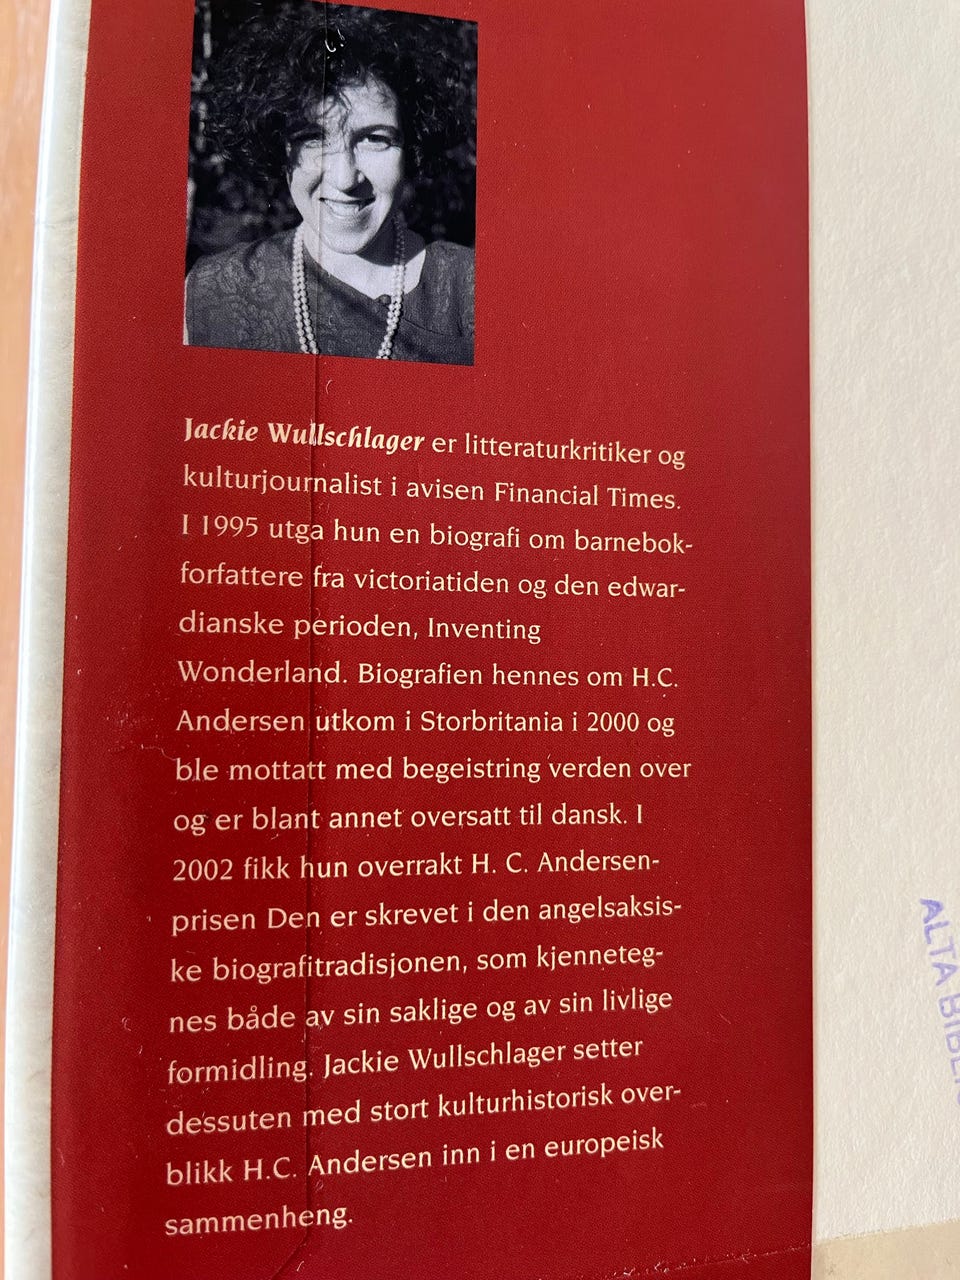 Jackie Wullschlager er litteraturkritiker og
kulturjournalist i avisen Financial Times.
I 1995 utga hun en biografi om barnebok-
forfattere fra victoriatiden og den edwar-
dianske perioden, Inventing
Wonderland. Biografien hennes om H.C.
Andersen utkom i Storbritania i 2000 og
ble mottatt med begeistring verden over
og er blant annet oversatt til dansk. I
2002 fikk hun overrakt H. C. Andersen-
prisen Den er skrevet i den angelsaksis-
ke biografitradisjonen, som kjenneteg-
nes både av sin saklige og av sin livlige
formidling. Jackie Wullschlager setter
dessuten med stort kulturhistorisk over-
blikk H.C. Andersen inn i en europeisk
sammenheng.
ALTA